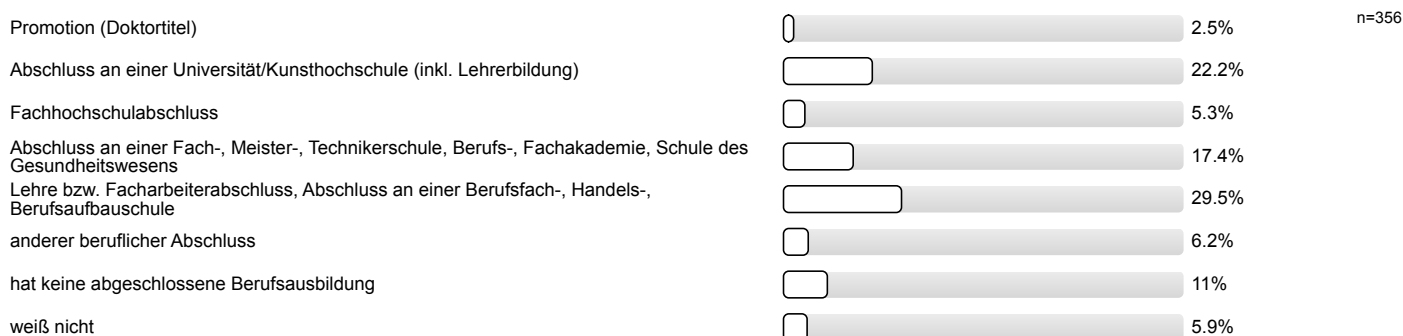 Promotion (Doktortitel) 2.5% n=356
Abschluss an einer Universität/Kunsthochschule (inkl. Lehrerbildung) 22.2%
Fachhochschulabschluss 5.3%
Abschluss an einer Fach-, Meister-, Technikerschule, Berufs-, Fachakademie, Schule des
Gesundheitswesens 17.4%
Lehre bzw. Facharbeiterabschluss, Abschluss an einer Berufsfach-, Handels-,
Berufsaufbauschule 29.5%
anderer beruflicher Abschluss 6.2%
hat keine abgeschlossene Berufsausbildung 11%
weiß nicht 5.9%